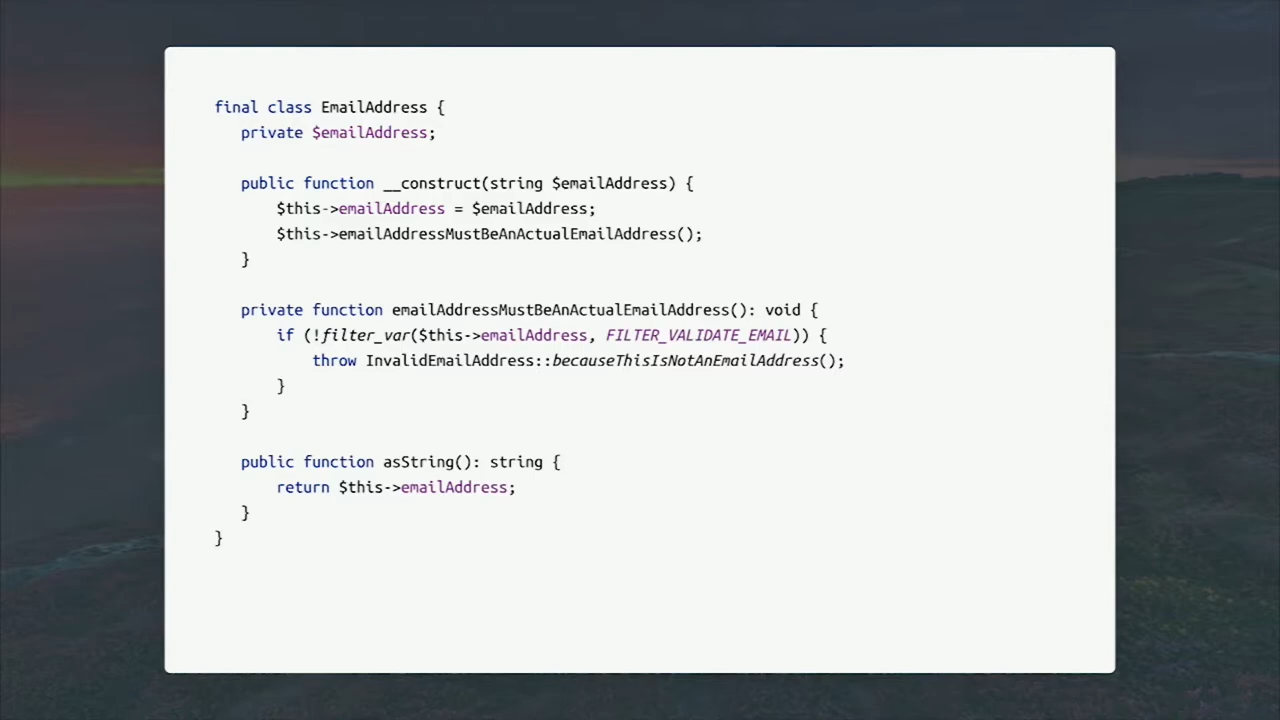 final class EmailAddress {
private $emailAddress;
public function __construct(string $emailAddress) {
$this->emailAddress = $emailAddress;
$this->emailAddressMustBeAnActualEmailAddress();
}
private function emailAddressMustBeAnActualEmailAddress(): void {
if (!filter_var($this->emailAddress, FILTER_VALIDATE_EMAIL)) {
throw InvalidEmailAddress::becauseThisIsNotAnEmailAddress();
}
}
public function asString(): string {
return $this->emailAddress;
}
}